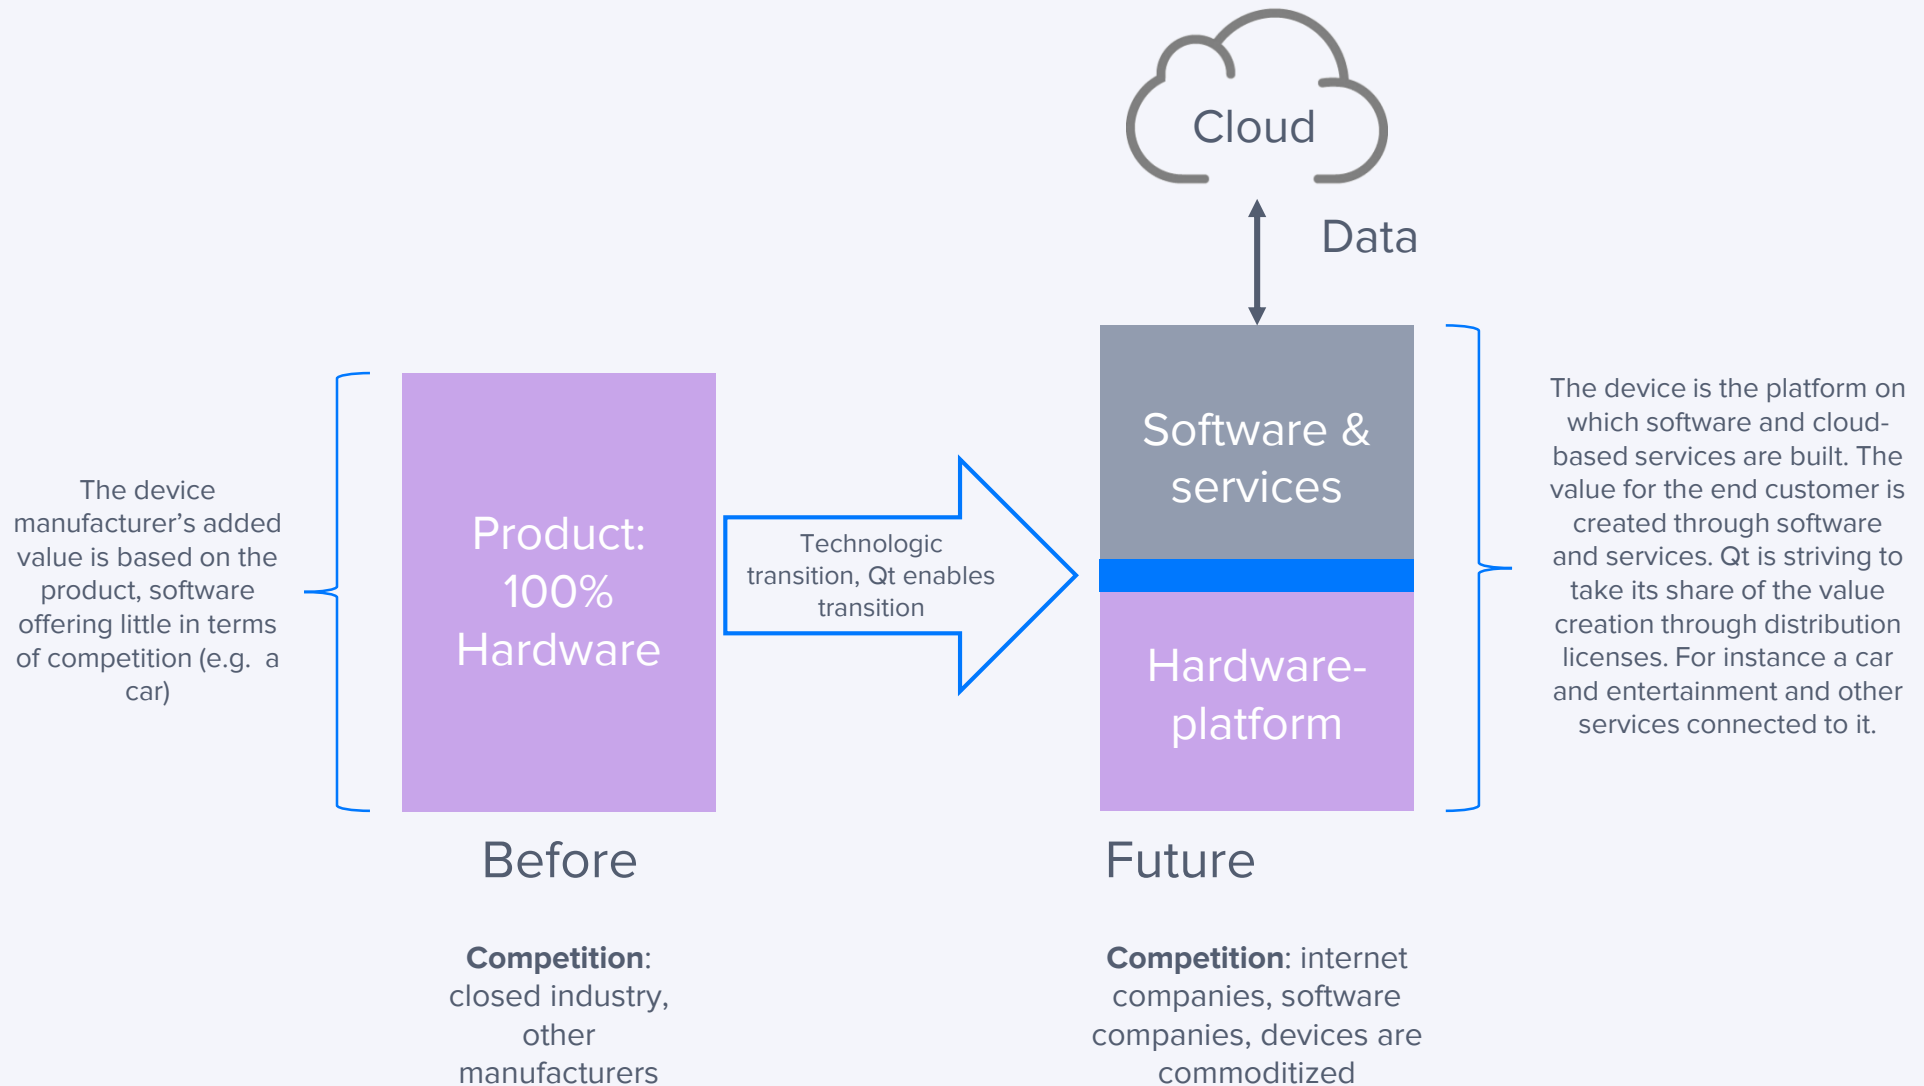 Cloud
Data
The device
manufacturer’s added
value is based on the
product, software
offering little in terms
of competition (e.g.  a
car)
Product:
100%
Hardware
Technologic
transition, Qt enables
transition
Software &
services
Hardware-
platform
The device is the platform on
which software and cloud-
based services are built. The
value for the end customer is
created through software
and services. Qt is striving to
take its share of the value
creation through distribution
licenses. For instance a car
and entertainment and other
services connected to it.
Before
Competition:
closed industry,
other
manufacturers
Future
Competition: internet
companies, software
companies, devices are
commoditized